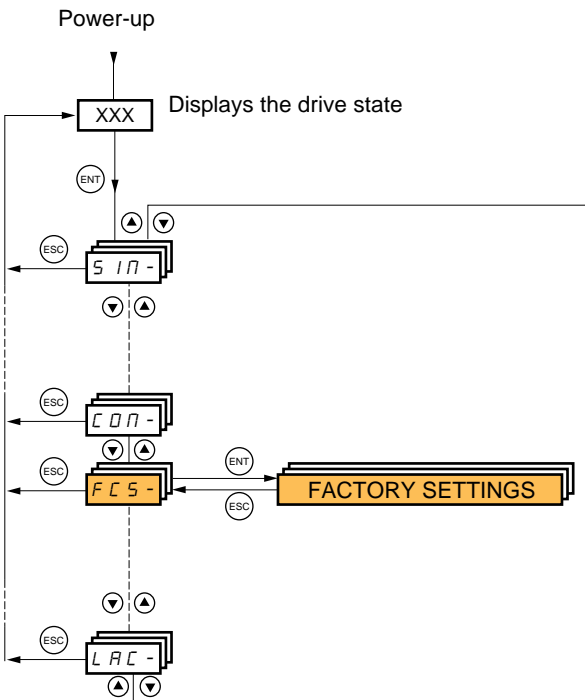 Power-up
XXX
Displays the drive state
ENT
ESC
SIM-
ESC
COM-
ESC
FCS-
ENT
ESC
FACTORY SETTINGS
ESC
LAC-